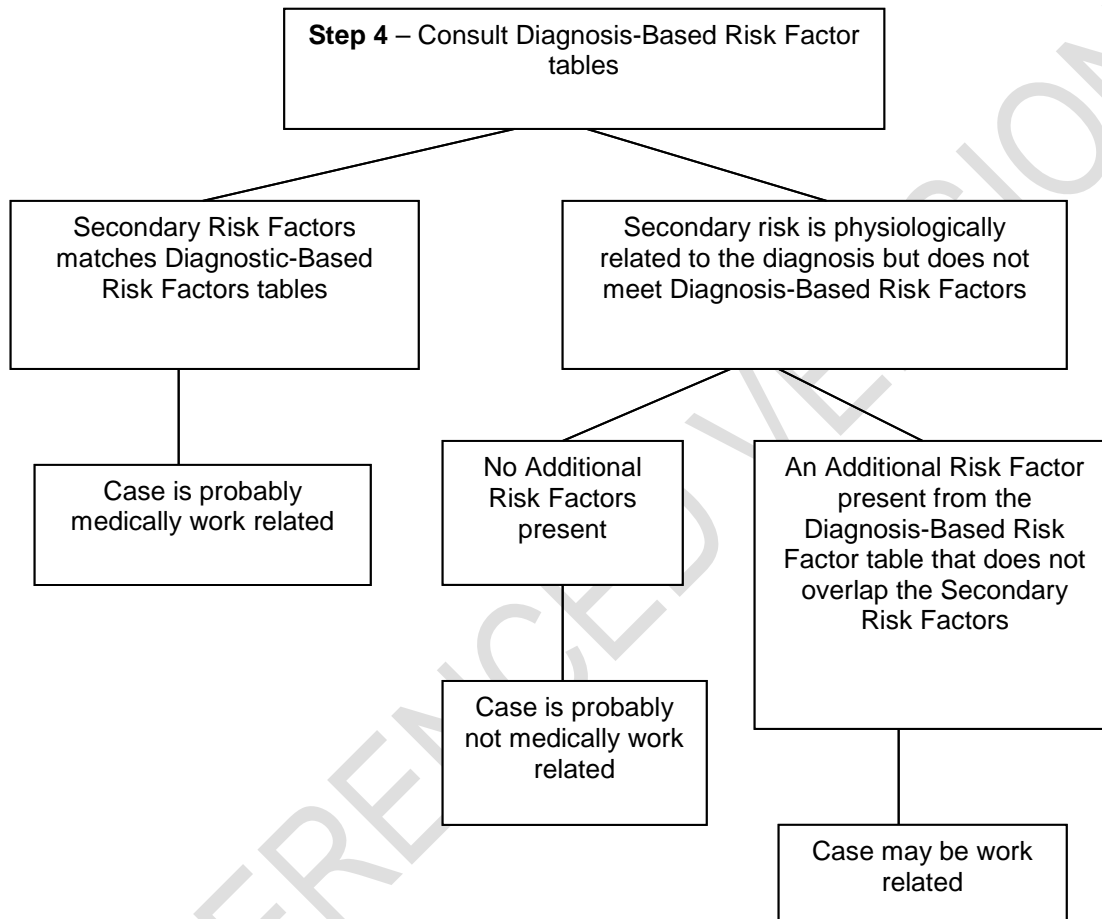 Step 4 – Consult Diagnosis-Based Risk Factor
tables
Secondary Risk Factors
matches Diagnostic-Based
Risk Factors tables
Secondary risk is physiologically
related to the diagnosis but does not
meet Diagnosis-Based Risk Factors
Case is probably
medically work related
No Additional
Risk Factors
present
An Additional Risk Factor
present from the
Diagnosis-Based Risk
Factor table that does not
overlap the Secondary
Risk Factors
Case is probably
not medically work
related
Case may be work
related
ERENCED VERSION